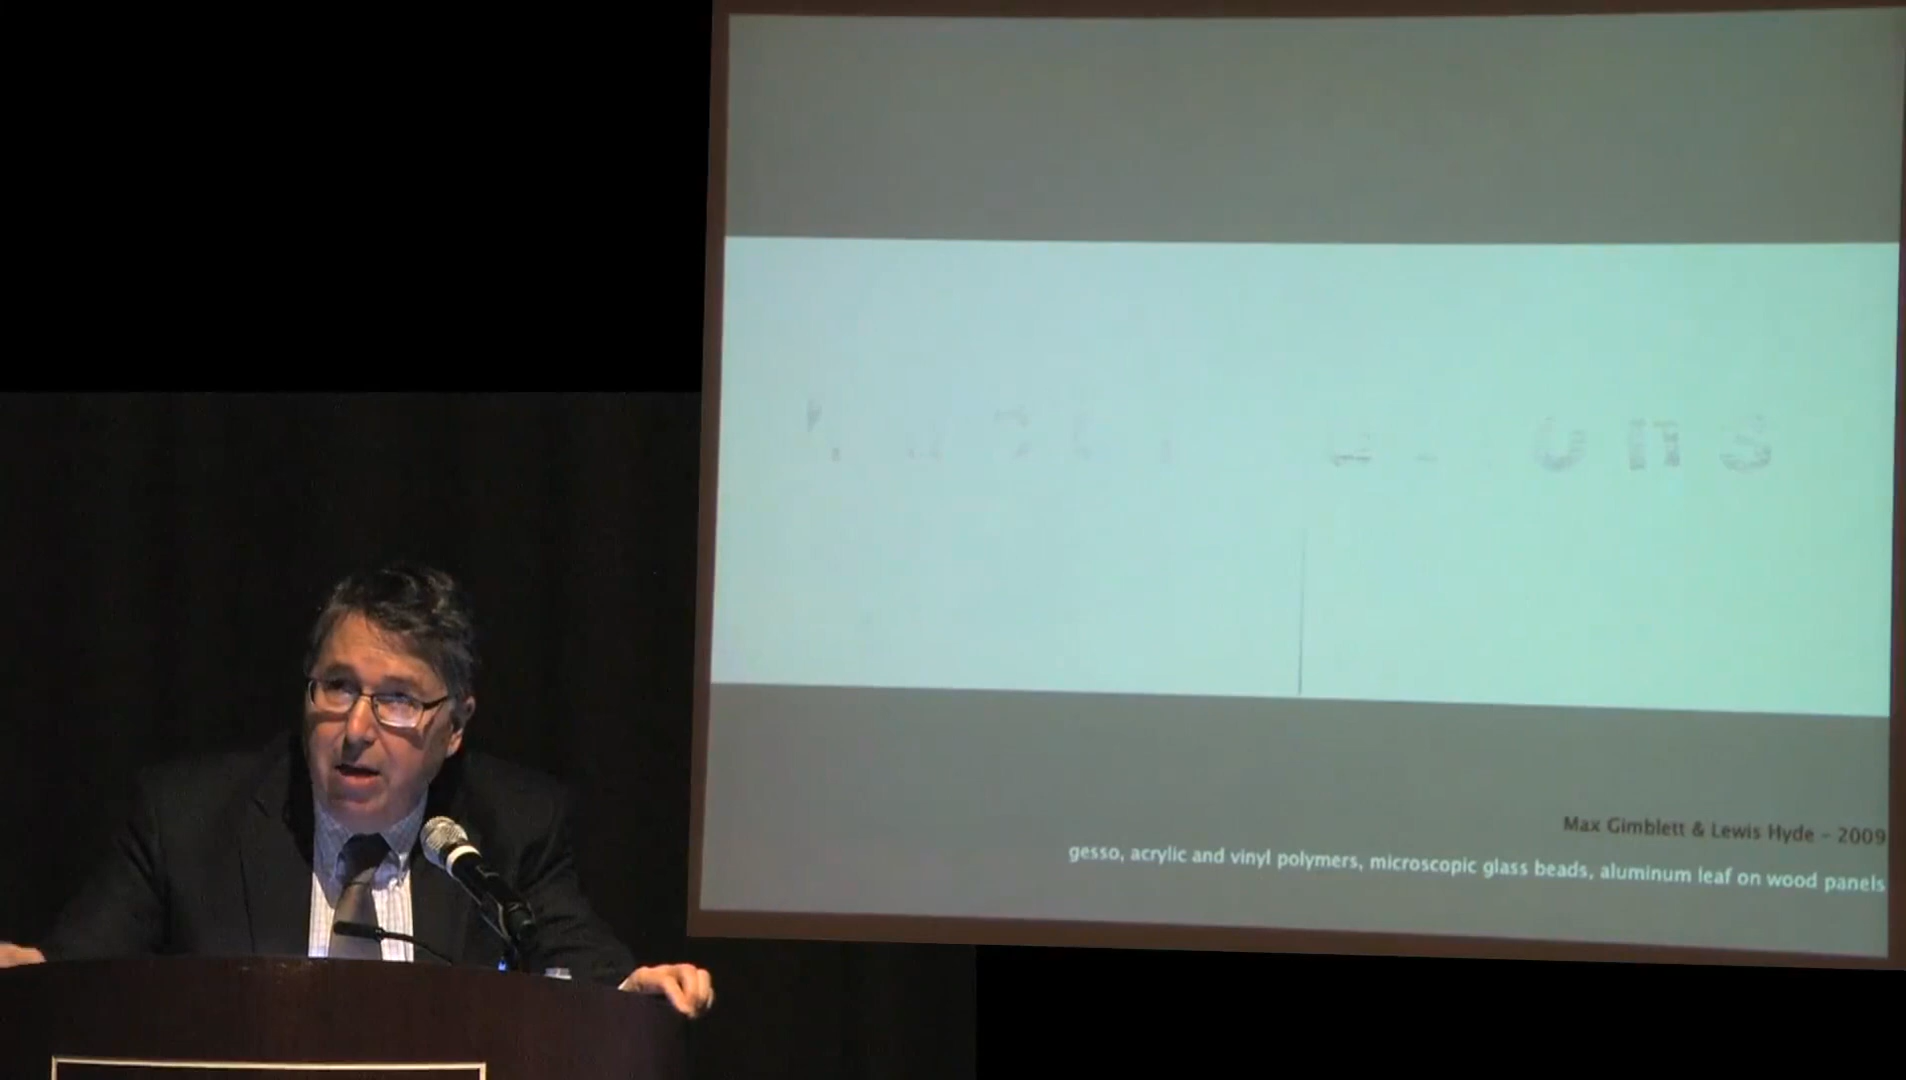 Max Gimblett & Lewis Hyde – 2009
gesso, acrylic and vinyl polymers, microscopic glass beads, aluminum leaf on wood panels